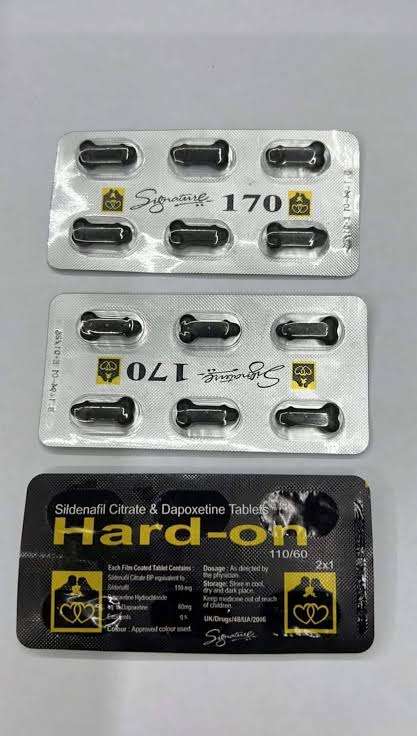 Signature 170
Signature 170
Sildenafil Citrate & Dapoxetine Tablets
Hard-on
110/60
2x1
Each Film Coated Tablet Contains :
Sildenafil Citrate BP equivalent to
Sildenafil 110 mg
Hydrochloride
Dapoxetine 60mg
q.s.
Colour : Approved colour used.
Dosage : As directed by
the physician.
Storage: Store in cool,
dry and dark place.
Keep medicine out of reach
of children.
UK/Drugs/48/UA/2006
Signature